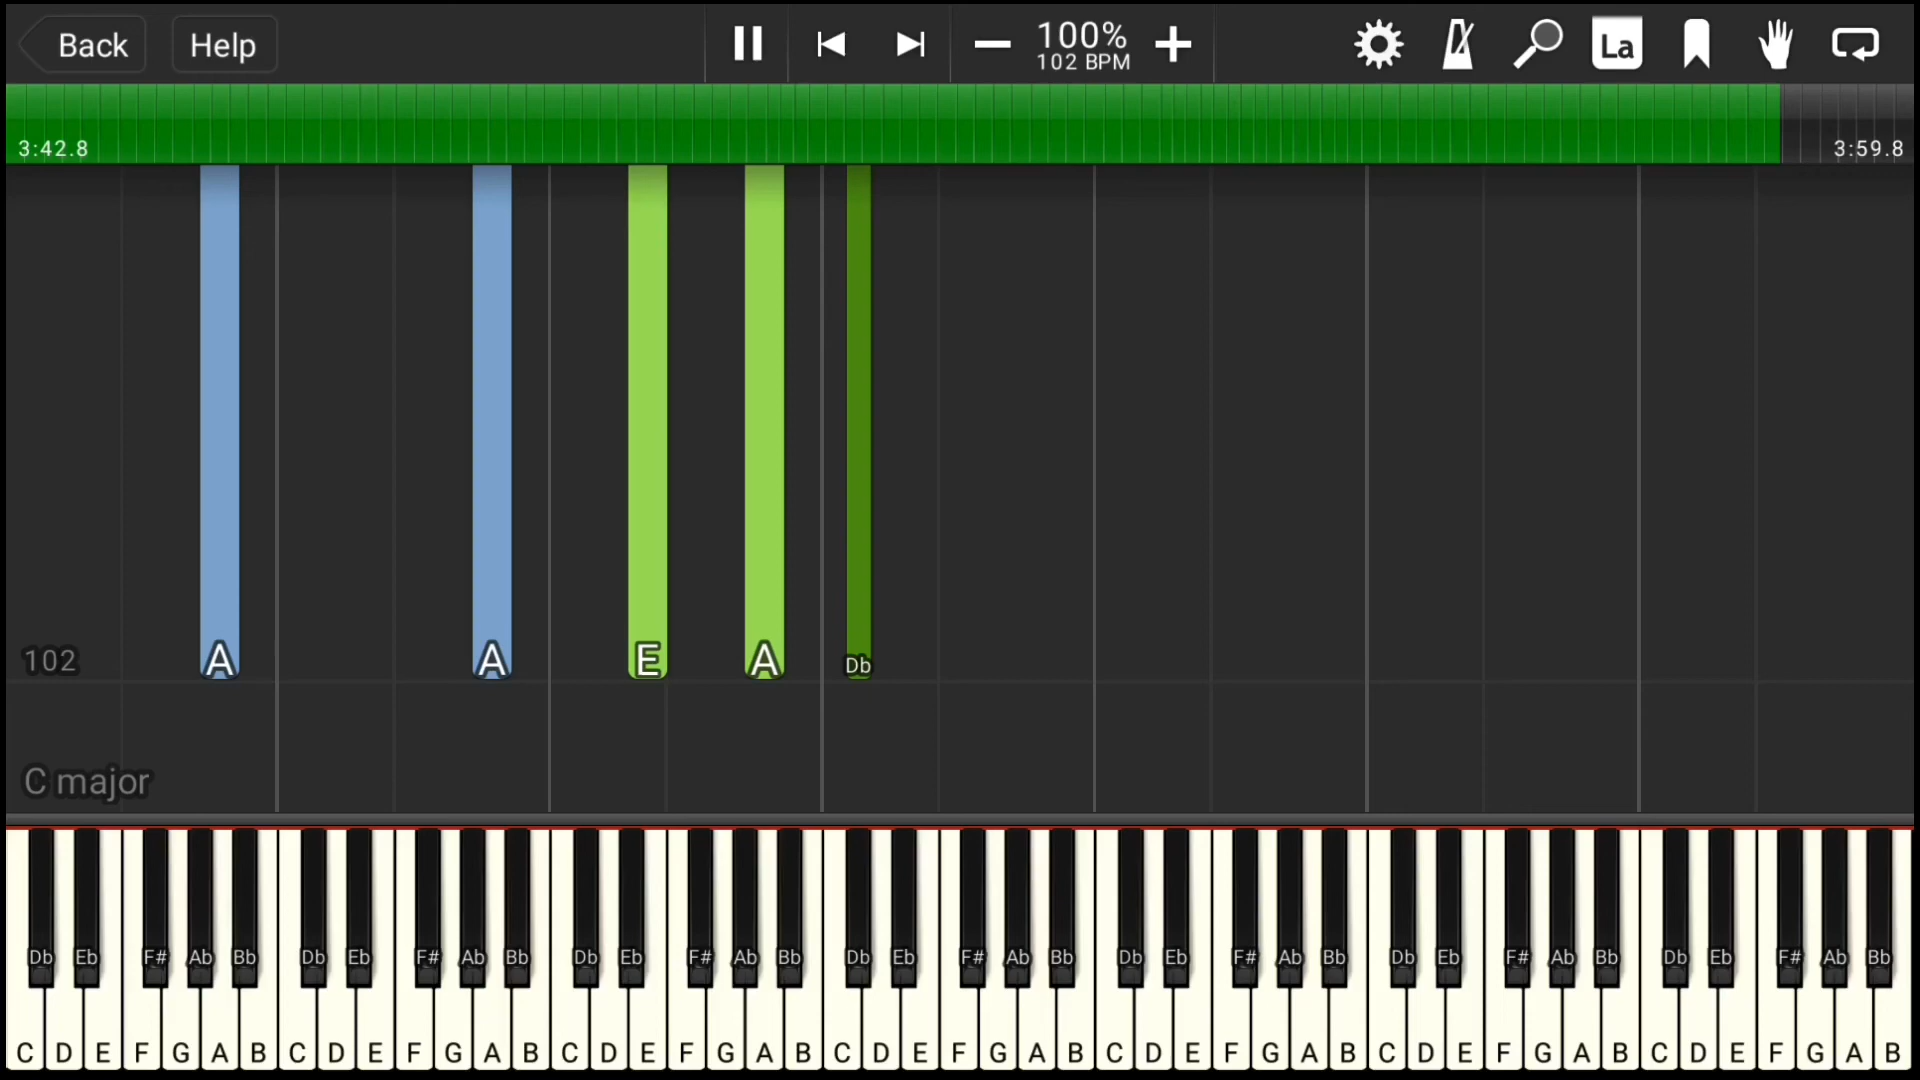 Back Help 100% La
102 BPM
3:42.8 3:59.8
102 A A E A Db
C major
Db Eb F# Ab Bb Db Eb F# Ab Bb Db Eb F# Ab Bb Db Eb F# Ab Bb Db Eb F# Ab Bb Db Eb F# Ab Bb Db Eb F# Ab Bb
C D E F G A B C D E F G A B C D E F G A B C D E F G A B C D E F G A B C D E F G A B C D E F G A B